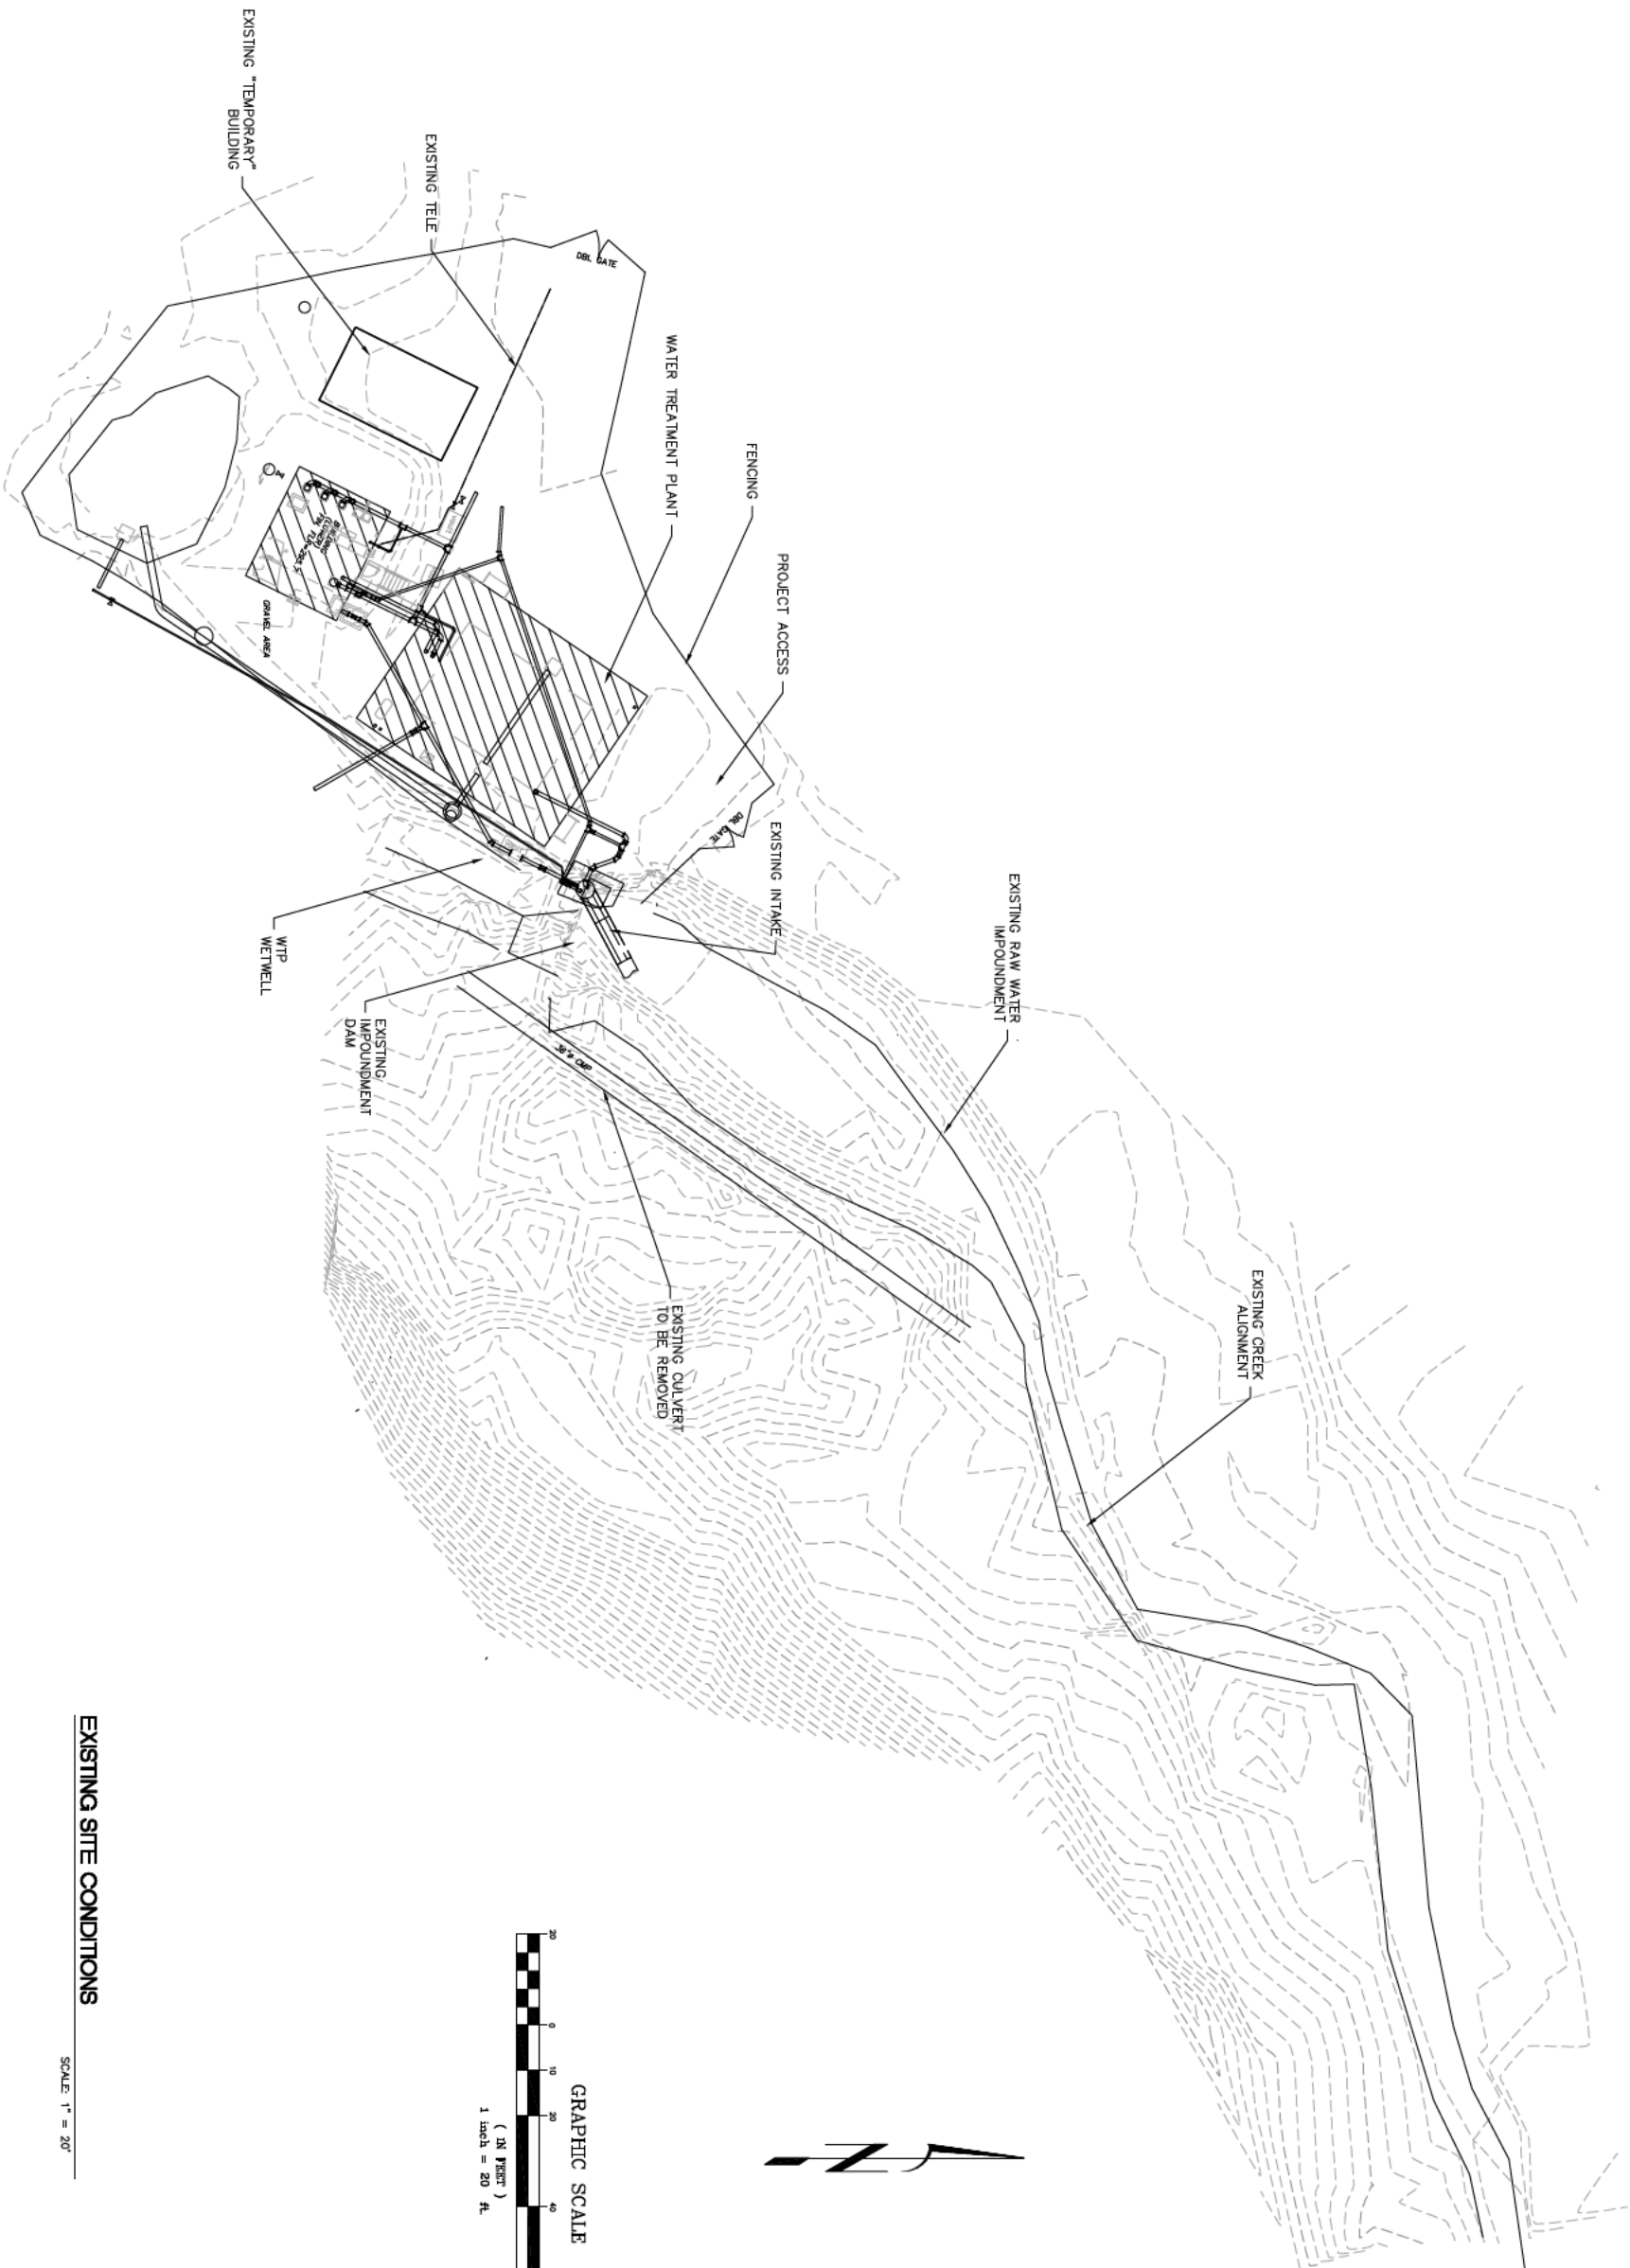 EXISTING "TEMPORARY"
BUILDING
EXISTING TELE
DBL GATE
WATER TREATMENT PLANT
FENCING
PROJECT ACCESS
DBL GATE
EXISTING INTAKE
EXISTING RAW WATER
IMPOUNDMENT
EXISTING CREEK
ALIGNMENT
GRAVEL AREA
WTP
WETWELL
EXISTING
IMPOUNDMENT
DAM
36"ø CMP
EXISTING CULVERT
TO BE REMOVED
GRAPHIC SCALE
20 0 10 20 40
( IN FEET )
1 inch = 20 ft.
EXISTING SITE CONDITIONS
SCALE: 1" = 20'